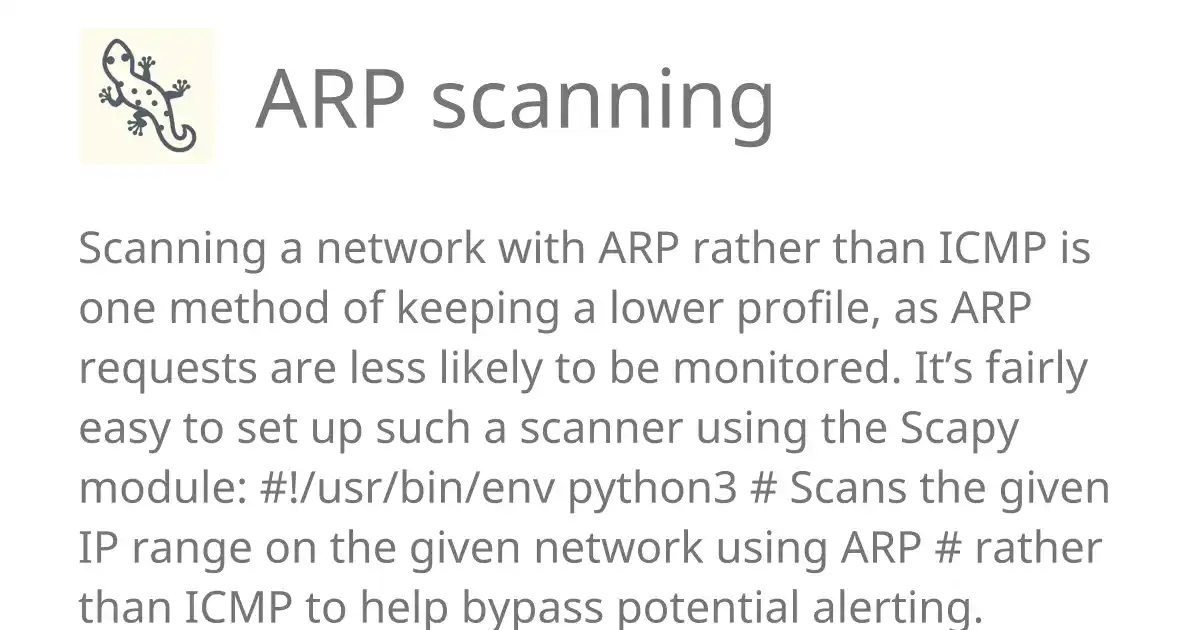 ARP scanning
Scanning a network with ARP rather than ICMP is
one method of keeping a lower profile, as ARP
requests are less likely to be monitored. It’s fairly
easy to set up such a scanner using the Scapy
module: #!/usr/bin/env python3 # Scans the given
IP range on the given network using ARP # rather
than ICMP to help bypass potential alerting.